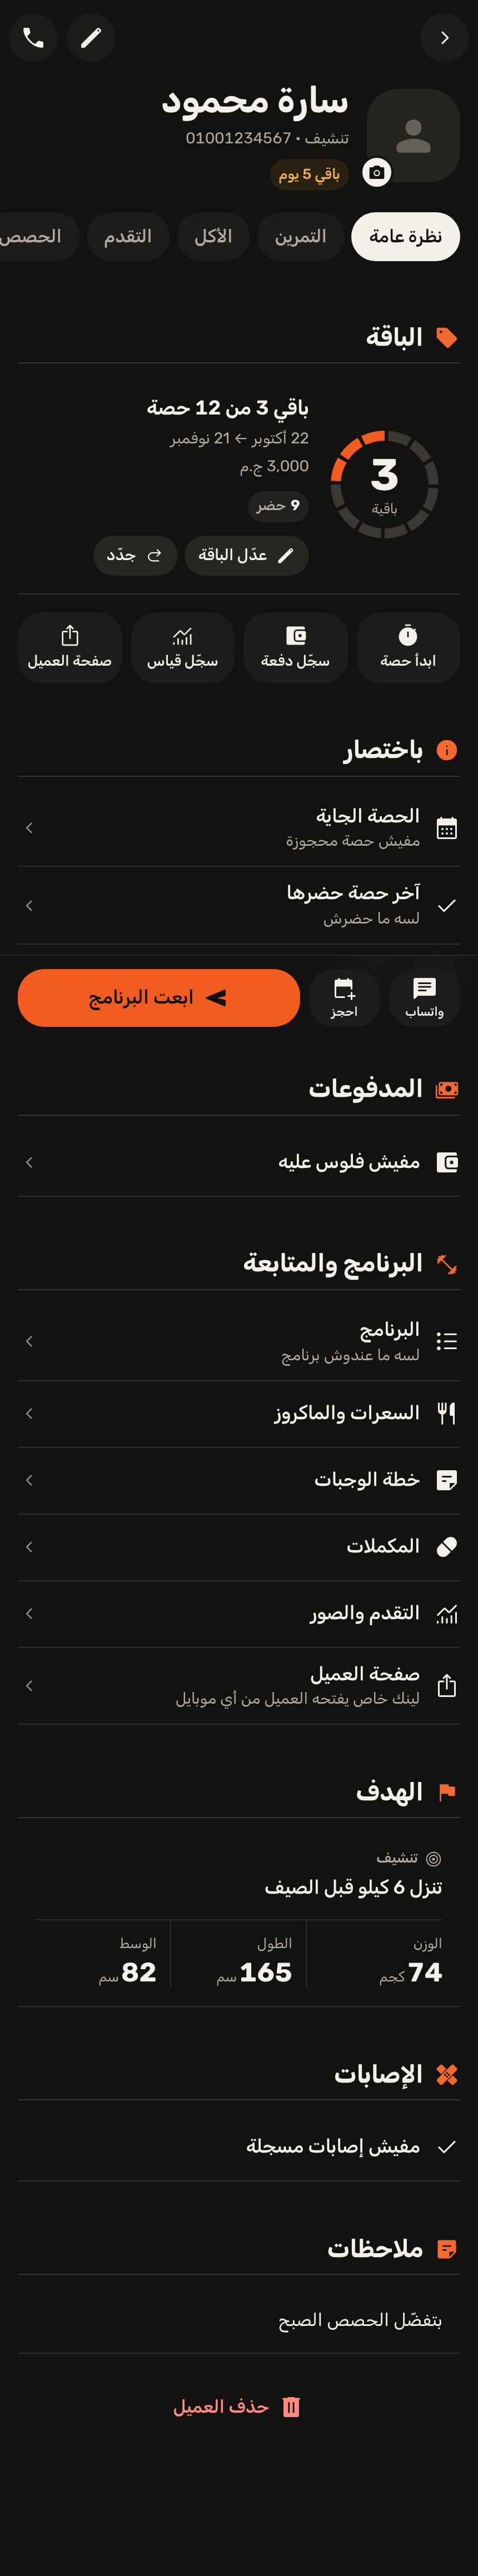 سارة محمود
تنشيف • 01001234567
باقي 5 يوم
نظرة عامة
التمرين
الأكل
التقدم
الحصص
الباقة
3
باقية
باقي 3 من 12 حصة
22 أكتوبر ← 21 نوفمبر
3,000 ج.م
9 حضر
عدّل الباقة
جدّد
ابدأ حصة
سجّل دفعة
سجّل قياس
صفحة العميل
باختصار
الحصة الجاية
مفيش حصة محجوزة
آخر حصة حضرها
لسه ما حضرش
واتساب
احجز
ابعت البرنامج
المدفوعات
مفيش فلوس عليه
البرنامج والمتابعة
البرنامج
لسه ما عندوش برنامج
السعرات والماكروز
خطة الوجبات
المكملات
التقدم والصور
صفحة العميل
لينك خاص يفتحه العميل من أي موبايل
الهدف
تنشيف
تنزل 6 كيلو قبل الصيف
الوزن
74 كجم
الطول
165 سم
الوسط
82 سم
الإصابات
مفيش إصابات مسجلة
ملاحظات
بتفضّل الحصص الصبح
حذف العميل